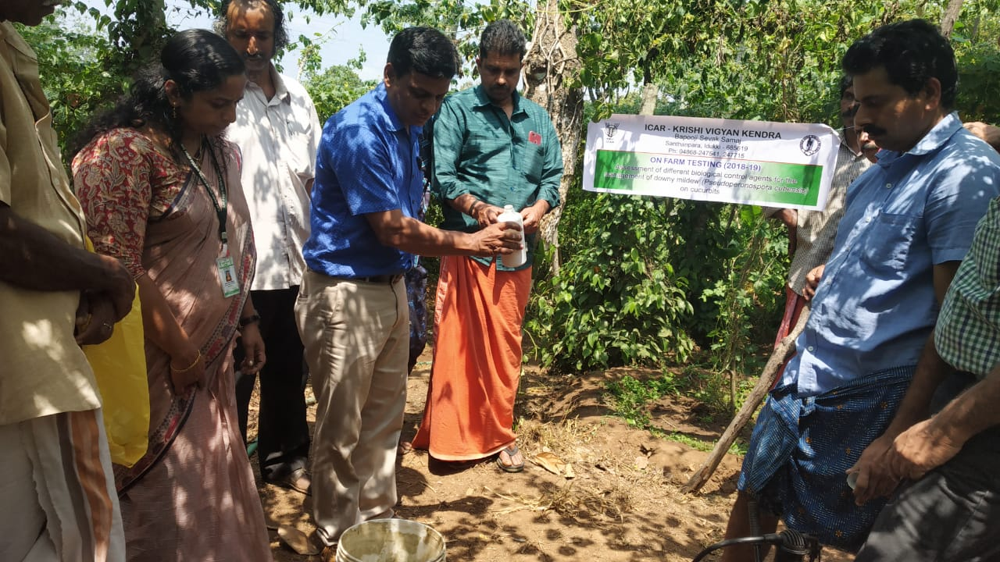 ICAR - KRISHI VIGYAN KENDRA
Bapooji Sevak Samaj
Santhanpara, Idukki - 685619
Ph: 04868-247541, 247715
ON FARM TESTING (2018-19)
Assessment of different biological control agents for the
management of downy mildew (Pseudoperonospora cubensis)
on cucurbits